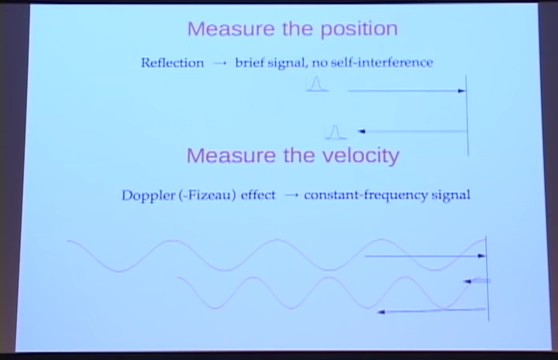 Measure the position
Reflection → brief signal, no self-interference
Measure the velocity
Doppler (-Fizeau) effect → constant-frequency signal